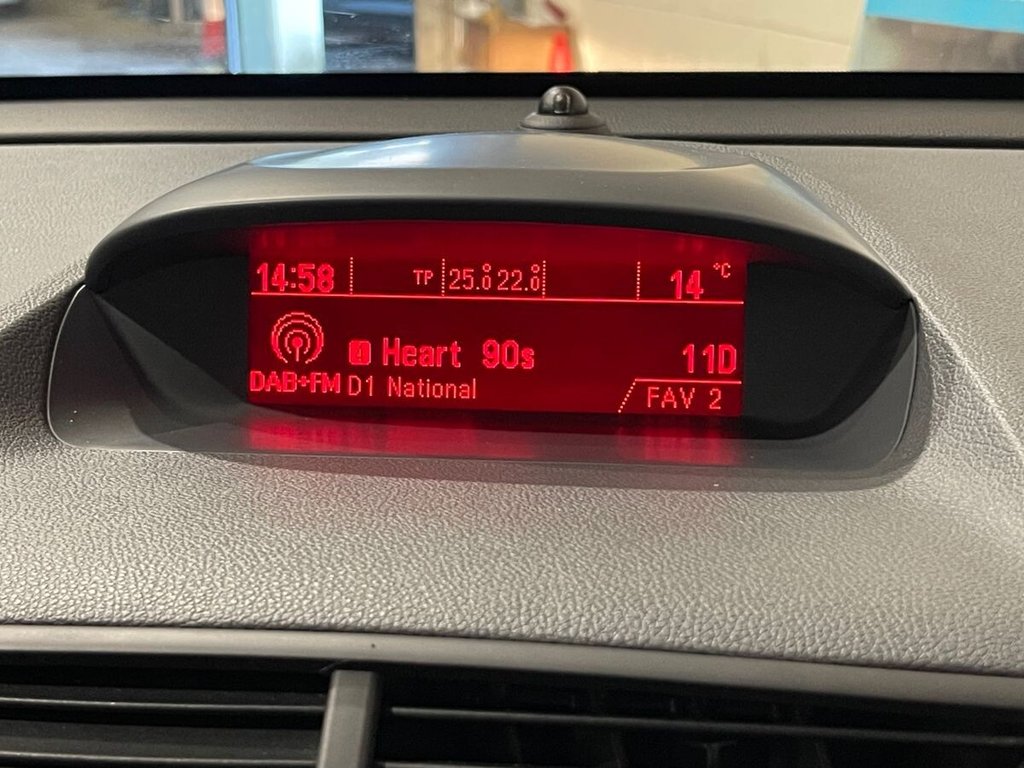 14:58 TP 25.0° 22.0° 14 °C
Heart 90s 11D
DAB+FM D1 National FAV 2